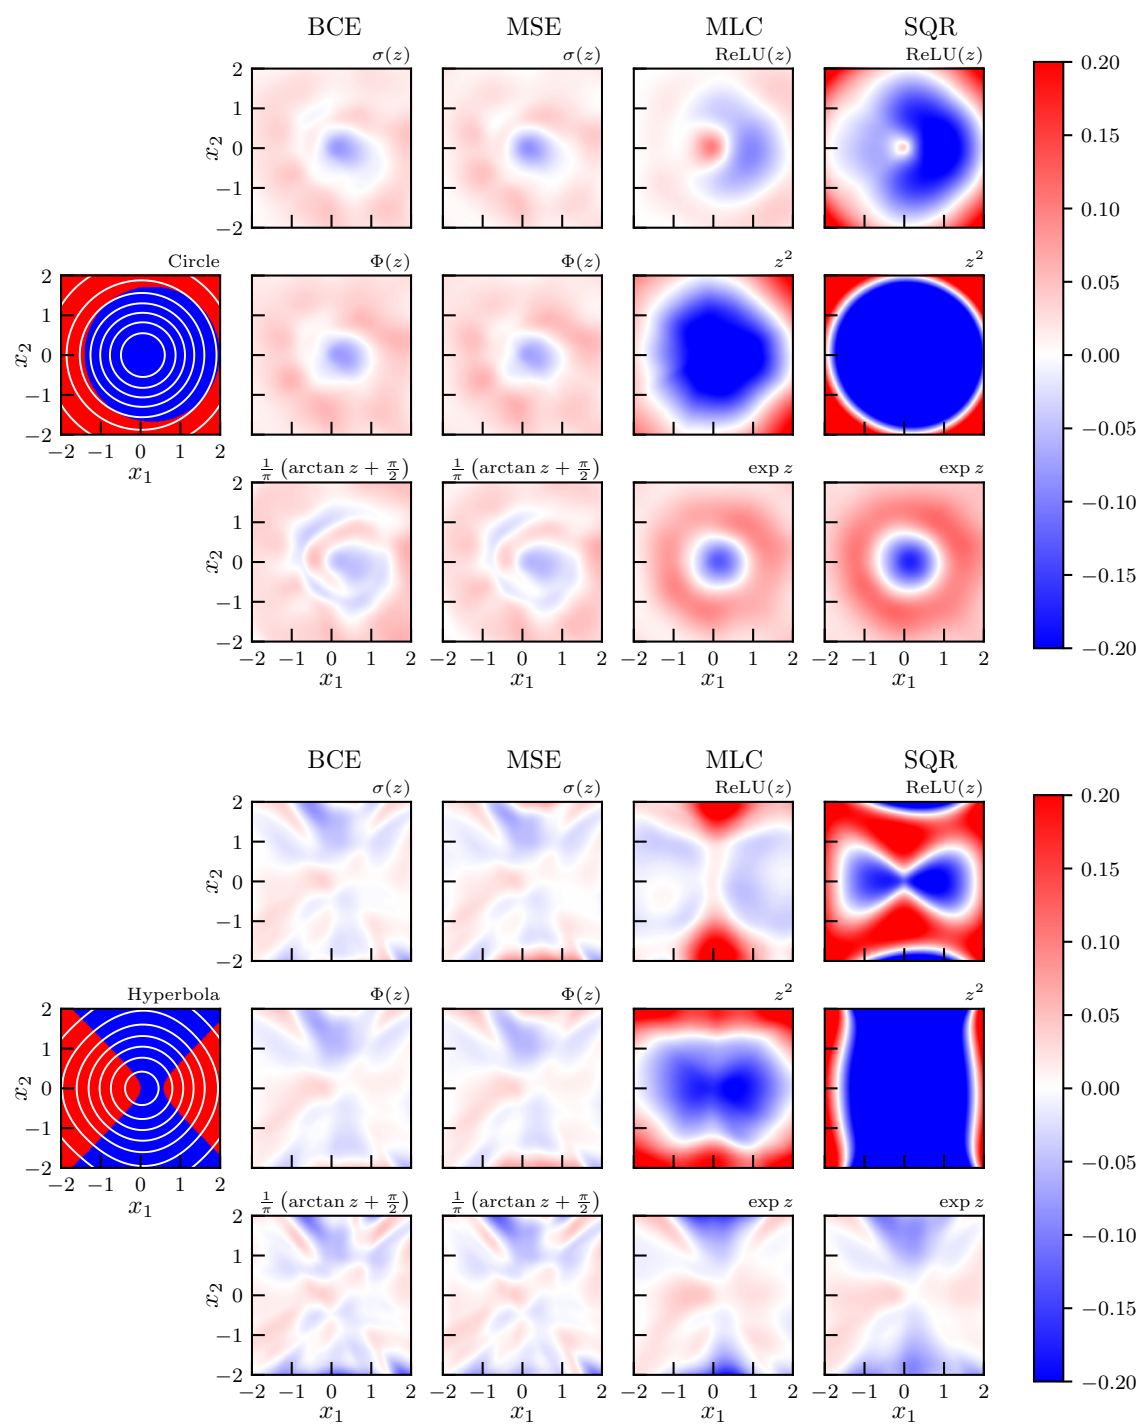 BCE MSE MLC SQR
σ(z) σ(z) ReLU(z) ReLU(z)
2 1 0 −1 −2
x₂
0.20
0.15
0.10
0.05
0.00
−0.05
−0.10
−0.15
−0.20
Circle Φ(z) Φ(z) z² z²
2 1 0 −1 −2
x₂
−2 −1 0 1 2
x₁
1/π (arctan z + π/2) 1/π (arctan z + π/2) exp z exp z
2 1 0 −1 −2
x₂
−2 −1 0 1 2 −2 −1 0 1 2 −2 −1 0 1 2 −2 −1 0 1 2
x₁ x₁ x₁ x₁
BCE MSE MLC SQR
σ(z) σ(z) ReLU(z) ReLU(z)
2 1 0 −1 −2
x₂
0.20
0.15
0.10
0.05
0.00
−0.05
−0.10
−0.15
−0.20
Hyperbola Φ(z) Φ(z) z² z²
2 1 0 −1 −2
x₂
−2 −1 0 1 2
x₁
1/π (arctan z + π/2) 1/π (arctan z + π/2) exp z exp z
2 1 0 −1 −2
x₂
−2 −1 0 1 2 −2 −1 0 1 2 −2 −1 0 1 2 −2 −1 0 1 2
x₁ x₁ x₁ x₁